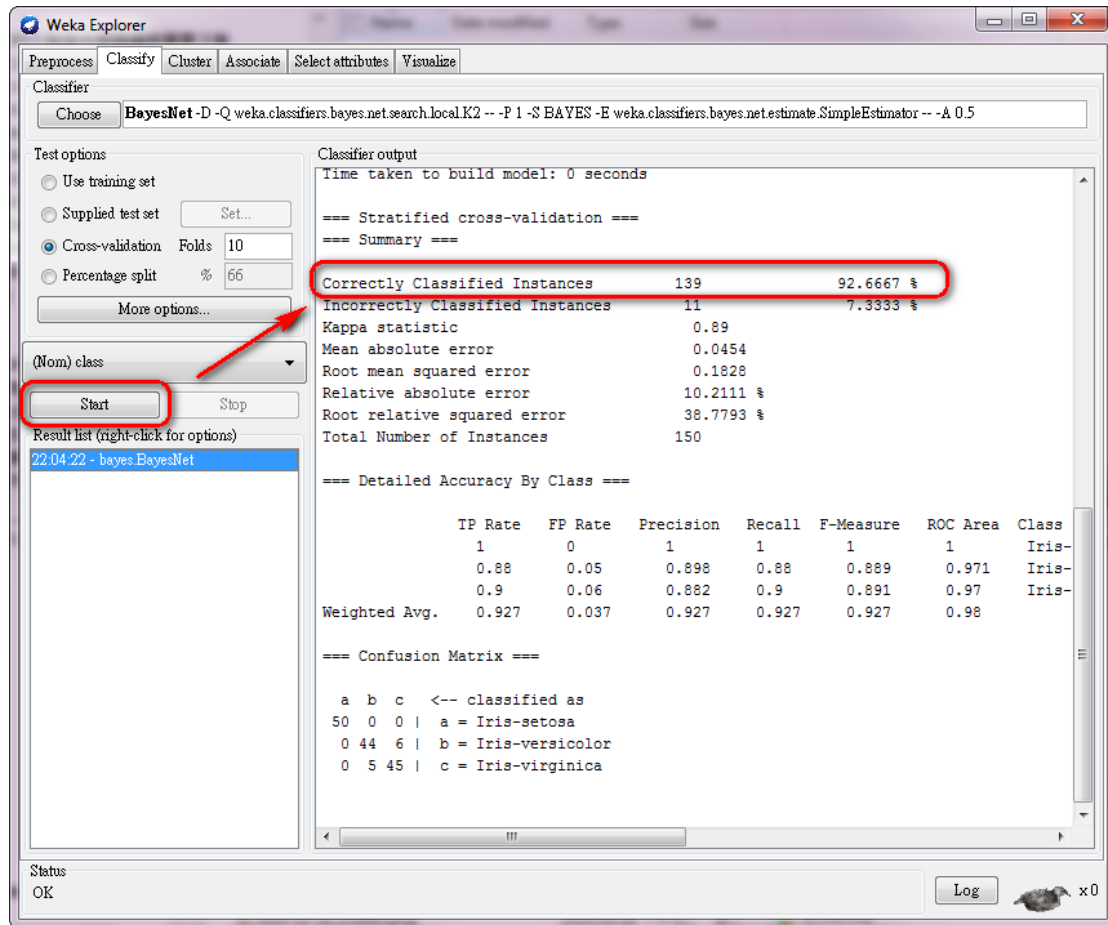 Weka Explorer
Preprocess Classify Cluster Associate Select attributes Visualize
Classifier
Choose BayesNet -D -Q weka.classifiers.bayes.net.search.local.K2 -- -P 1 -S BAYES -E weka.classifiers.bayes.net.estimate.SimpleEstimator -- -A 0.5
Test options
Use training set
Supplied test set Set...
Cross-validation Folds 10
Percentage split % 66
More options...
(Nom) class
Start Stop
Result list (right-click for options)
22:04:22 - bayes.BayesNet
Classifier output
Time taken to build model: 0 seconds
=== Stratified cross-validation ===
=== Summary ===
Correctly Classified Instances 139 92.6667 %
Incorrectly Classified Instances 11 7.3333 %
Kappa statistic 0.89
Mean absolute error 0.0454
Root mean squared error 0.1828
Relative absolute error 10.2111 %
Root relative squared error 38.7793 %
Total Number of Instances 150
=== Detailed Accuracy By Class ===
TP Rate FP Rate Precision Recall F-Measure ROC Area Class
1 0 1 1 1 1 Iris-
0.88 0.05 0.898 0.88 0.889 0.971 Iris-
0.9 0.06 0.882 0.9 0.891 0.97 Iris-
Weighted Avg. 0.927 0.037 0.927 0.927 0.927 0.98
=== Confusion Matrix ===
a b c <-- classified as
50 0 0 | a = Iris-setosa
0 44 6 | b = Iris-versicolor
0 5 45 | c = Iris-virginica
Status
OK
Log x 0